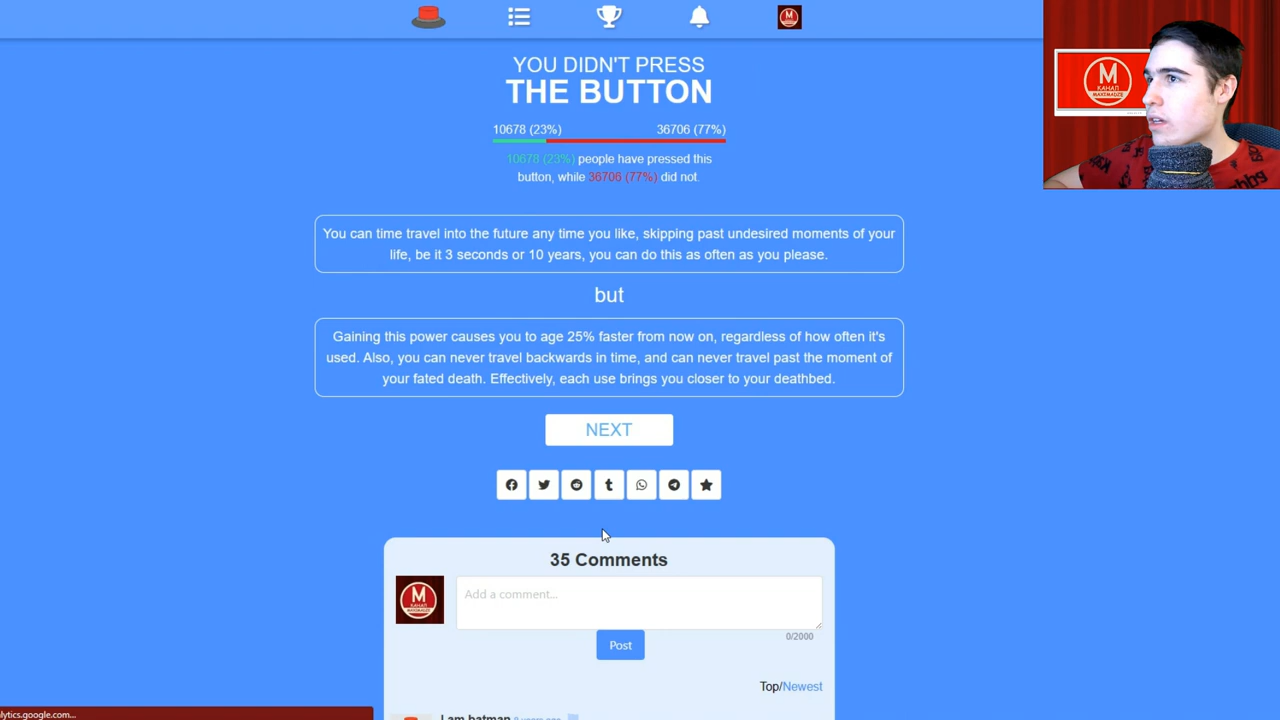 YOU DIDN'T PRESS
THE BUTTON
10678 (23%) 36706 (77%)
10678 (23%) people have pressed this
button, while 36706 (77%) did not.
You can time travel into the future any time you like, skipping past undesired moments of your
life, be it 3 seconds or 10 years, you can do this as often as you please.
but
Gaining this power causes you to age 25% faster from now on, regardless of how often it's
used. Also, you can never travel backwards in time, and can never travel past the moment of
your fated death. Effectively, each use brings you closer to your deathbed.
NEXT
35 Comments
M
КАНАЛ
Add a comment...
0/2000
Post
Top/Newest
I am batman
lytics.google.com...
M
КАНАЛ